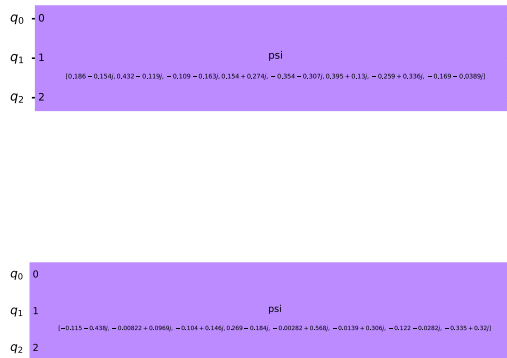 q0 0
q1 1 psi
[0.186 − 0.154j, 0.432 − 0.119j, −0.109 − 0.163j, 0.154 + 0.274j, −0.354 − 0.307j, 0.395 + 0.13j, −0.259 + 0.336j, −0.169 − 0.0389j]
q2 2
q0 0
q1 1 psi
[−0.115 − 0.438j, −0.00822 + 0.0969j, −0.104 + 0.146j, 0.269 − 0.184j, −0.00282 + 0.568j, −0.0139 + 0.306j, −0.122 − 0.0282j, −0.335 + 0.32j]
q2 2